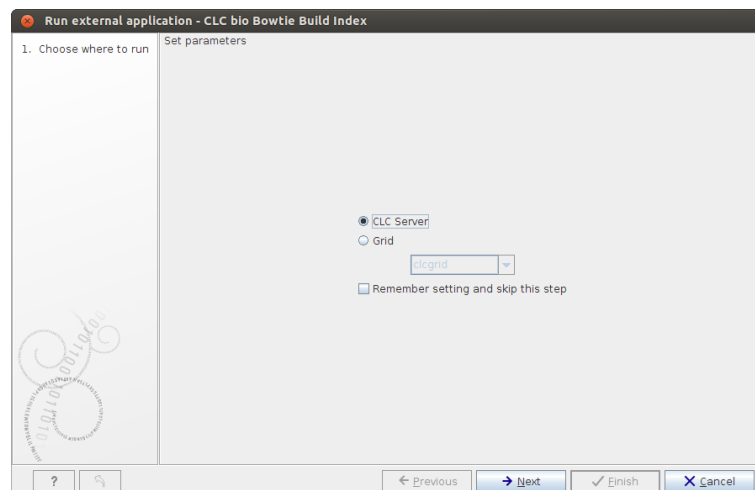 Run external application - CLC bio Bowtie Build Index
1. Choose where to run
Set parameters
CLC Server
Grid
clcgrid
Remember setting and skip this step
?
Previous
Next
Finish
Cancel